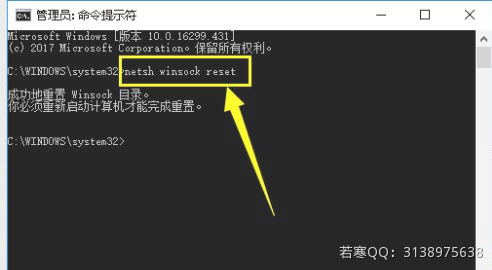 管理员: 命令提示符
Microsoft Windows [版本 10.0.16299.431]
(c) 2017 Microsoft Corporation。保留所有权利。
C:\WINDOWS\system32>netsh winsock reset
成功地重置 Winsock 目录。
你必须重新启动计算机才能完成重置。
C:\WINDOWS\system32>
若寒QQ：3138975638